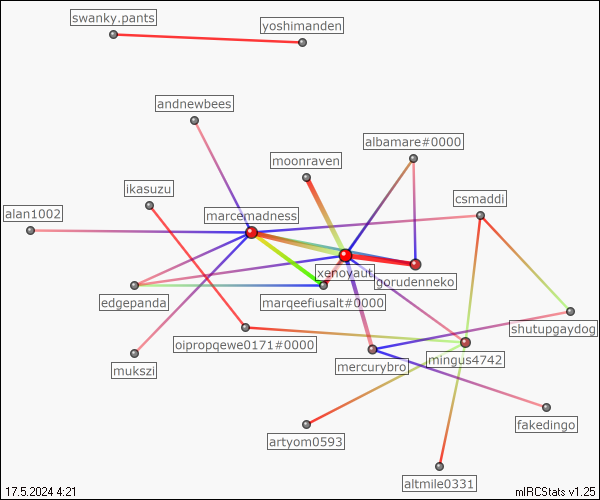 swanky.pants
yoshimanden
andnewbees
albamare#0000
moonraven
ikasuzu
csmaddi
alan1002
marcemadness
xenovaut
gorudenneko
edgepanda
marqeefiusalt#0000
shutupgaydog
oipropqewe0171#0000
mukszi
mercurybro
mingus4742
fakedingo
artyom0593
altmile0331
17.5.2024 4:21
mIRCStats v1.25